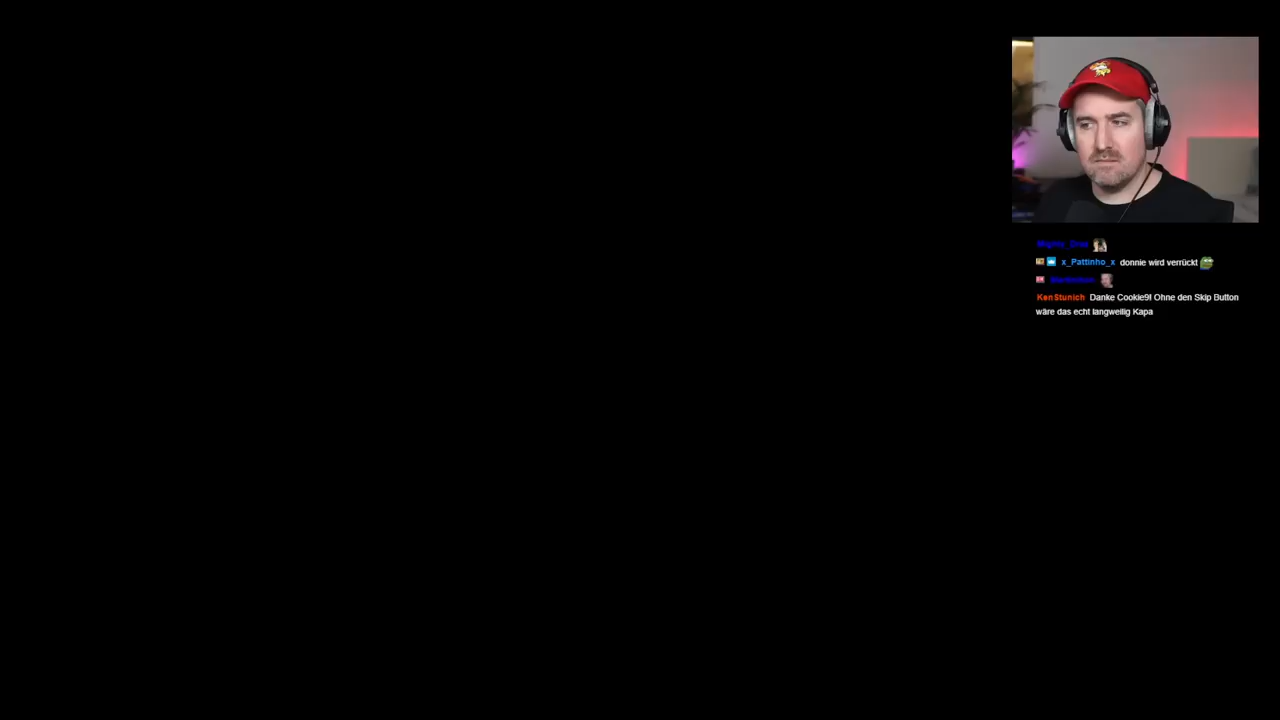 x_Pattinho_x donnie wird verrückt
KenStunich Danke Cookie9! Ohne den Skip Button
wäre das echt langweilig Kapa